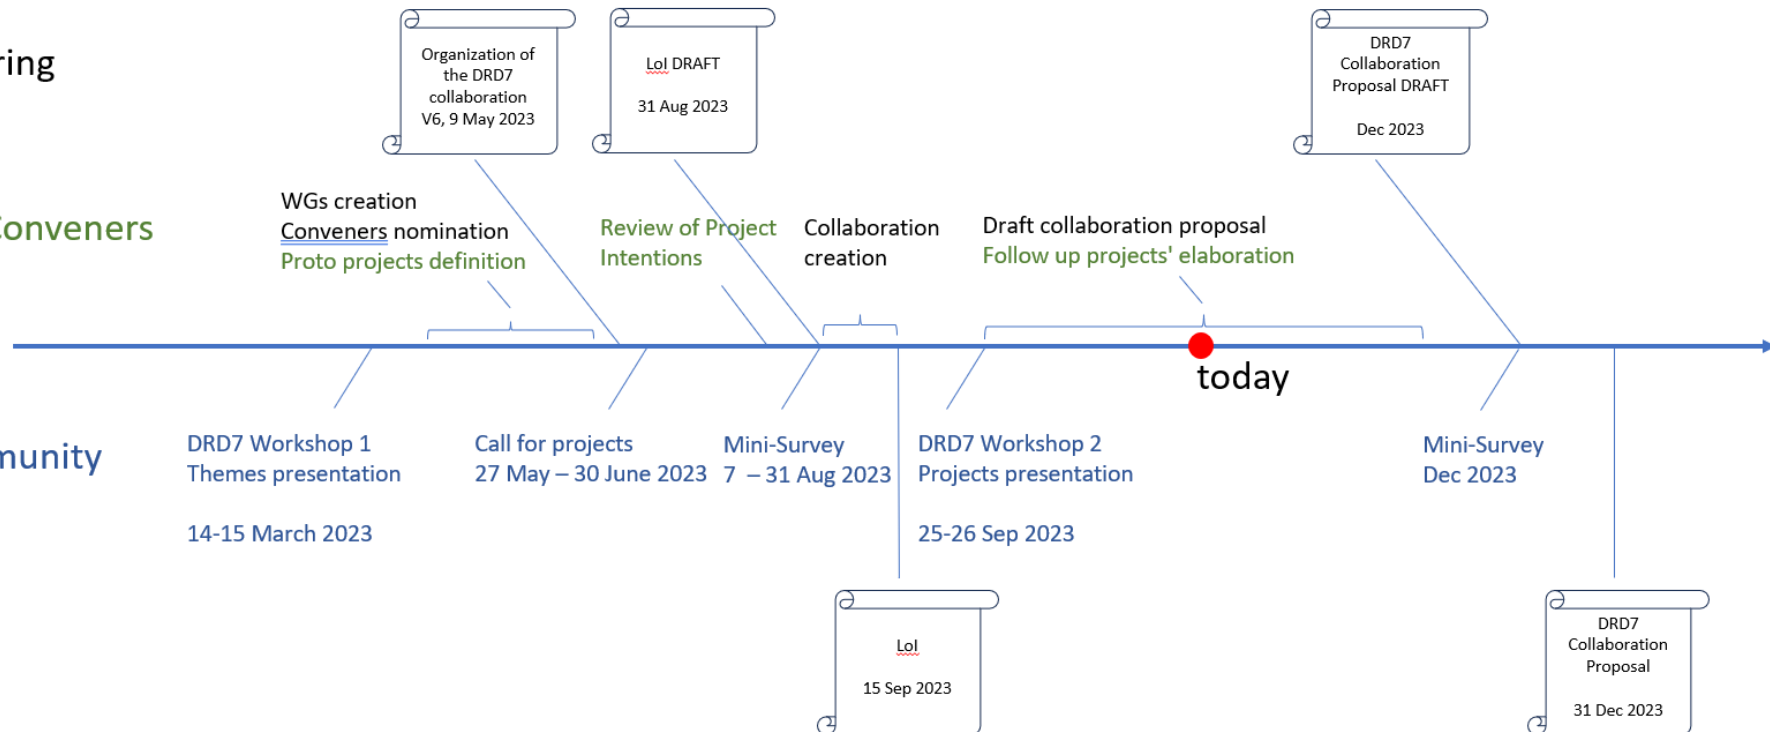 ring
Organization of
the DRD7
collaboration
V6, 9 May 2023
LoI DRAFT
31 Aug 2023
DRD7
Collaboration
Proposal DRAFT
Dec 2023
Conveners
WGs creation
Conveners nomination
Proto projects definition
Review of Project
Intentions
Collaboration
creation
Draft collaboration proposal
Follow up projects' elaboration
today
munity
DRD7 Workshop 1
Themes presentation
14-15 March 2023
Call for projects
27 May – 30 June 2023
Mini-Survey
7 – 31 Aug 2023
DRD7 Workshop 2
Projects presentation
25-26 Sep 2023
Mini-Survey
Dec 2023
LoI
15 Sep 2023
DRD7
Collaboration
Proposal
31 Dec 2023